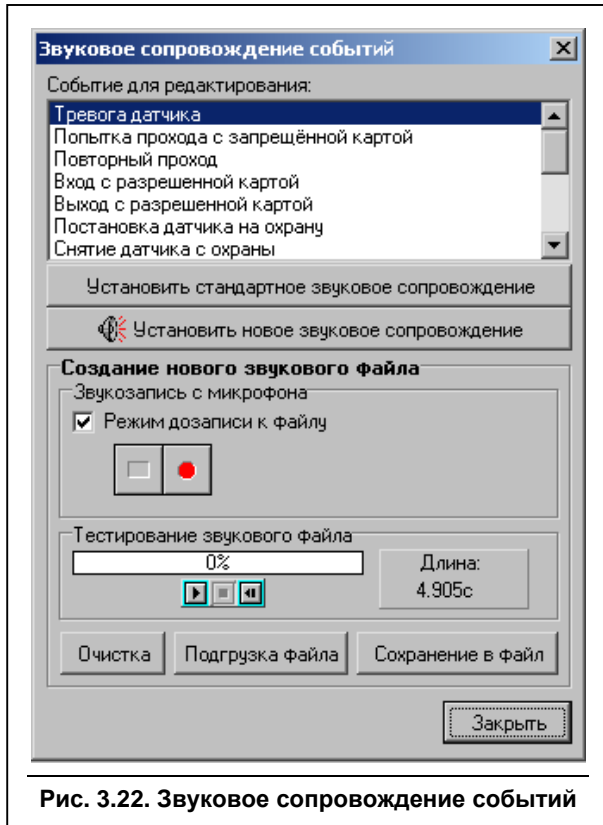 Звуковое сопровождение событий
Событие для редактирования:
Тревога датчика
Попытка прохода с запрещённой картой
Повторный проход
Вход с разрешенной картой
Выход с разрешенной картой
Постановка датчика на охрану
Снятие датчика с охраны
Установить стандартное звуковое сопровождение
Установить новое звуковое сопровождение
Создание нового звукового файла
Звукозапись с микрофона
Режим дозаписи к файлу
Тестирование звукового файла
0%
Длина:
4.905с
Очистка Подгрузка файла Сохранение в файл
Закрыть
Рис. 3.22. Звуковое сопровождение событий